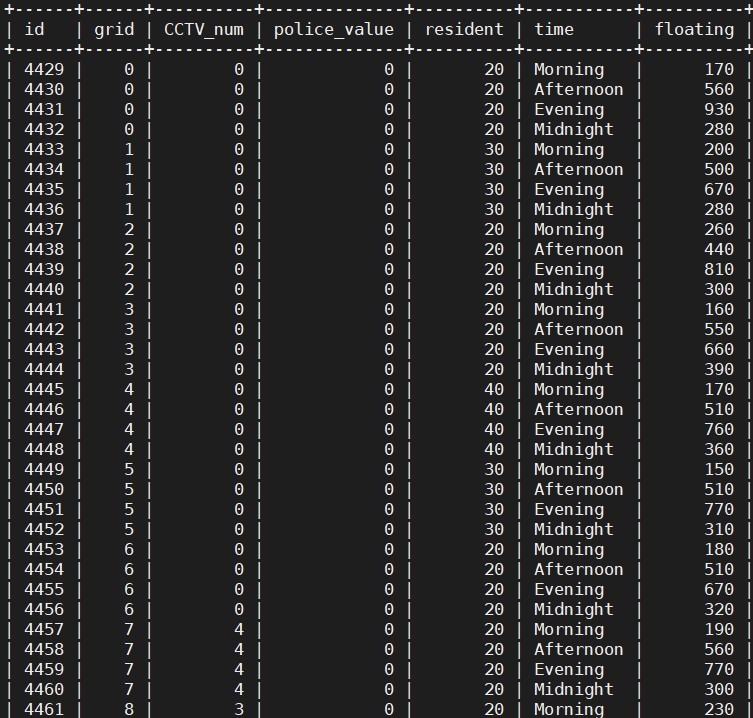 +------+------+----------+--------------+----------+-----------+----------+
| id   | grid | CCTV_num | police_value | resident | time      | floating |
+------+------+----------+--------------+----------+-----------+----------+
| 4429 |    0 |        0 |            0 |       20 | Morning   |      170 |
| 4430 |    0 |        0 |            0 |       20 | Afternoon |      560 |
| 4431 |    0 |        0 |            0 |       20 | Evening   |      930 |
| 4432 |    0 |        0 |            0 |       20 | Midnight  |      280 |
| 4433 |    1 |        0 |            0 |       30 | Morning   |      200 |
| 4434 |    1 |        0 |            0 |       30 | Afternoon |      500 |
| 4435 |    1 |        0 |            0 |       30 | Evening   |      670 |
| 4436 |    1 |        0 |            0 |       30 | Midnight  |      280 |
| 4437 |    2 |        0 |            0 |       20 | Morning   |      260 |
| 4438 |    2 |        0 |            0 |       20 | Afternoon |      440 |
| 4439 |    2 |        0 |            0 |       20 | Evening   |      810 |
| 4440 |    2 |        0 |            0 |       20 | Midnight  |      300 |
| 4441 |    3 |        0 |            0 |       20 | Morning   |      160 |
| 4442 |    3 |        0 |            0 |       20 | Afternoon |      550 |
| 4443 |    3 |        0 |            0 |       20 | Evening   |      660 |
| 4444 |    3 |        0 |            0 |       20 | Midnight  |      390 |
| 4445 |    4 |        0 |            0 |       40 | Morning   |      170 |
| 4446 |    4 |        0 |            0 |       40 | Afternoon |      510 |
| 4447 |    4 |        0 |            0 |       40 | Evening   |      760 |
| 4448 |    4 |        0 |            0 |       40 | Midnight  |      360 |
| 4449 |    5 |        0 |            0 |       30 | Morning   |      150 |
| 4450 |    5 |        0 |            0 |       30 | Afternoon |      510 |
| 4451 |    5 |        0 |            0 |       30 | Evening   |      770 |
| 4452 |    5 |        0 |            0 |       30 | Midnight  |      310 |
| 4453 |    6 |        0 |            0 |       20 | Morning   |      180 |
| 4454 |    6 |        0 |            0 |       20 | Afternoon |      510 |
| 4455 |    6 |        0 |            0 |       20 | Evening   |      670 |
| 4456 |    6 |        0 |            0 |       20 | Midnight  |      320 |
| 4457 |    7 |        4 |            0 |       20 | Morning   |      190 |
| 4458 |    7 |        4 |            0 |       20 | Afternoon |      560 |
| 4459 |    7 |        4 |            0 |       20 | Evening   |      770 |
| 4460 |    7 |        4 |            0 |       20 | Midnight  |      300 |
| 4461 |    8 |        3 |            0 |       20 | Morning   |      230 |